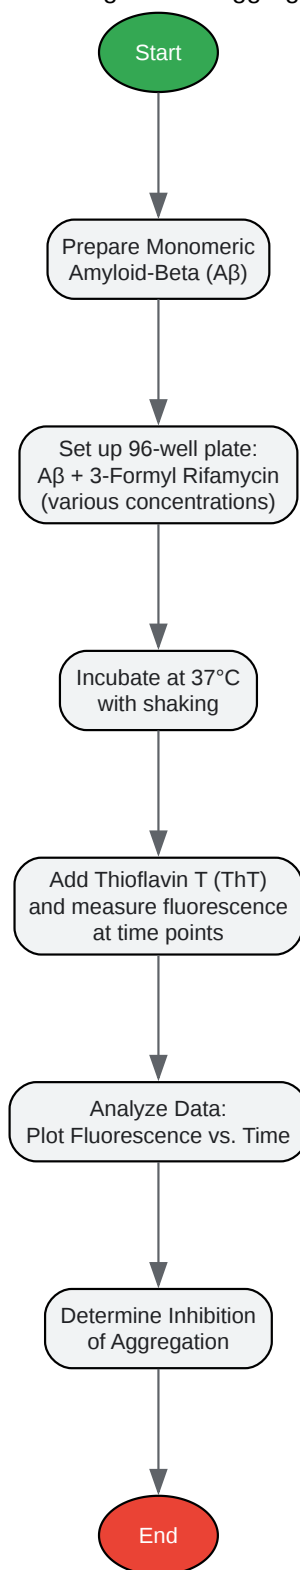 Start
Prepare Monomeric
Amyloid-Beta (Aβ)
Set up 96-well plate:
Aβ + 3-Formyl Rifamycin
(various concentrations)
Incubate at 37°C
with shaking
Add Thioflavin T (ThT)
and measure fluorescence
at time points
Analyze Data:
Plot Fluorescence vs. Time
Determine Inhibition
of Aggregation
End